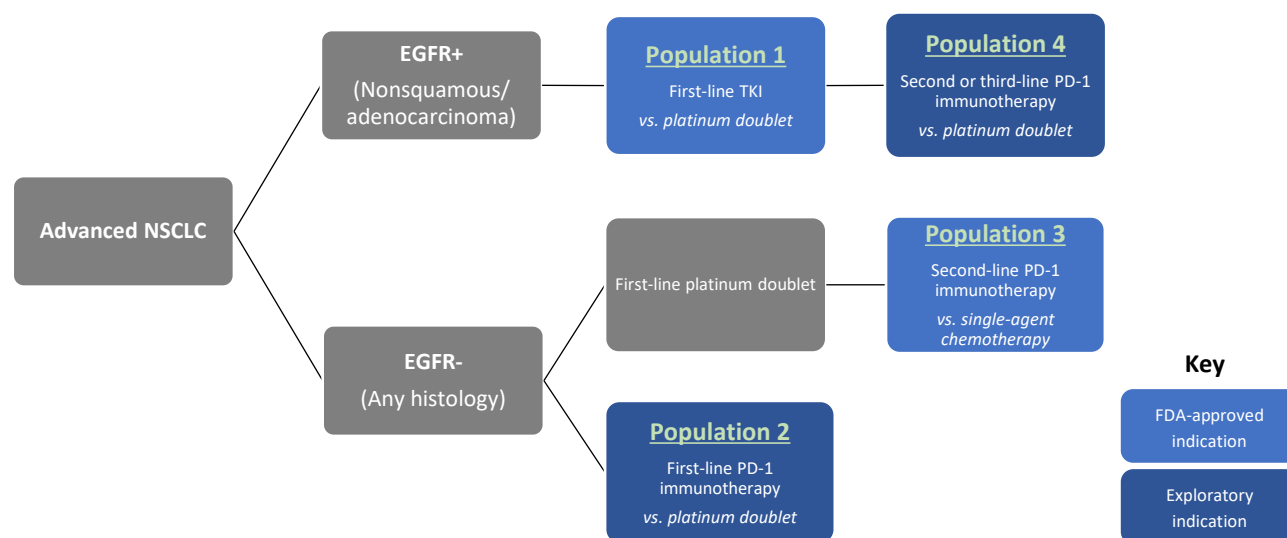 Advanced NSCLC
EGFR+
(Nonsquamous/
adenocarcinoma)
Population 1
First-line TKI
vs. platinum doublet
Population 4
Second or third-line PD-1
immunotherapy
vs. platinum doublet
EGFR-
(Any histology)
First-line platinum doublet
Population 3
Second-line PD-1
immunotherapy
vs. single-agent
chemotherapy
Population 2
First-line PD-1
immunotherapy
vs. platinum doublet
Key
FDA-approved
indication
Exploratory
indication